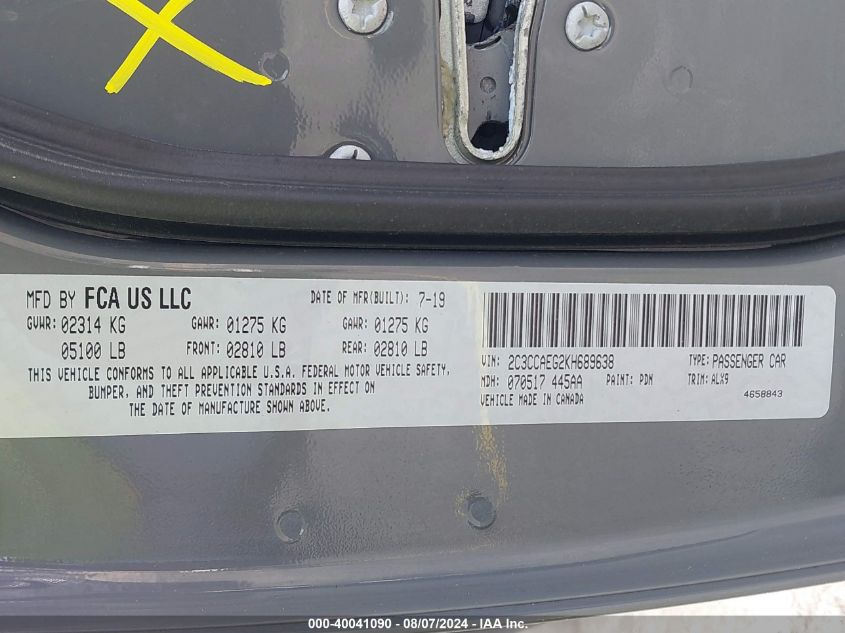 MFD BY FCA US LLC DATE OF MFR(BUILT): 7-19
GVWR: 02314 KG GAWR: 01275 KG GAWR: 01275 KG
05100 LB FRONT: 02810 LB REAR: 02810 LB
THIS VEHICLE CONFORMS TO ALL APPLICABLE U.S.A. FEDERAL MOTOR VEHICLE SAFETY,
BUMPER, AND THEFT PREVENTION STANDARDS IN EFFECT ON
THE DATE OF MANUFACTURE SHOWN ABOVE.
VIN: 2C3CCAEG2KH689638 TYPE: PASSENGER CAR
MDH: 070517 445AA PAINT: PDN TRIM: ALX9
VEHICLE MADE IN CANADA 4658843
000-40041090 - 08/07/2024 - IAA Inc.